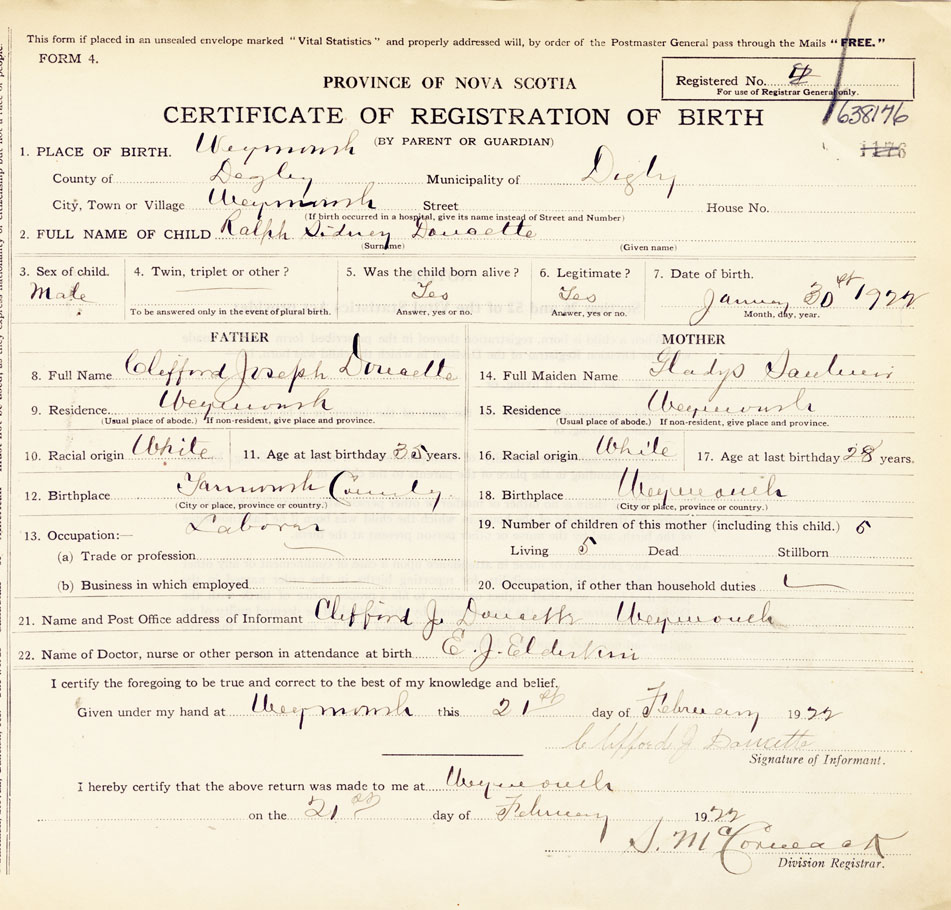 This form if placed in an unsealed envelope marked "Vital Statistics" and properly addressed will, by order of the Postmaster General pass through the Mails "FREE."
FORM 4.
Registered No.
For use of Registrar General only.
PROVINCE OF NOVA SCOTIA
638176
CERTIFICATE OF REGISTRATION OF BIRTH
1176
(BY PARENT OR GUARDIAN)
1. PLACE OF BIRTH. Weymouth
County of Digby Municipality of Digby
City, Town or Village Weymouth Street House No.
(If birth occurred in a hospital, give its name instead of Street and Number)
2. FULL NAME OF CHILD Ralph Sidney Doucette
(Surname) (Given name)
3. Sex of child. 4. Twin, triplet or other? 5. Was the child born alive? 6. Legitimate? 7. Date of birth.
Male Yes Yes January 30st 1922
To be answered only in the event of plural birth. Answer, yes or no. Answer, yes or no. Month, day, year.
FATHER MOTHER
8. Full Name Clifford Joseph Doucette 14. Full Maiden Name Gladys Saulnier
9. Residence Weymouth 15. Residence Weymouth
(Usual place of abode.) If non-resident, give place and province. (Usual place of abode.) If non-resident, give place and province.
10. Racial origin White 11. Age at last birthday 35 years. 16. Racial origin White 17. Age at last birthday 28 years.
12. Birthplace Yarmouth County. 18. Birthplace Weymouth
(City or place, province or country.) (City or place, province or country.)
13. Occupation:— Laborer 19. Number of children of this mother (including this child.) 5
(a) Trade or profession Living 5 Dead Stillborn
(b) Business in which employed 20. Occupation, if other than household duties
21. Name and Post Office address of Informant Clifford J. Doucette Weymouth
22. Name of Doctor, nurse or other person in attendance at birth E. J. Elderkin
I certify the foregoing to be true and correct to the best of my knowledge and belief.
Given under my hand at Weymouth this 21st day of February 1922
Clifford J Doucette
Signature of Informant.
I hereby certify that the above return was made to me at Weymouth
on the 21st day of February 1922
S. McCormack
Division Registrar.